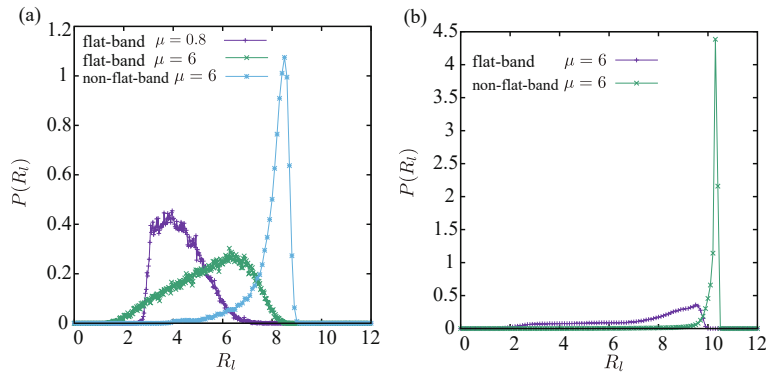 (a)
flat-band μ = 0.8
flat-band μ = 6
non-flat-band μ = 6
P(R_l)
1.2
1
0.8
0.6
0.4
0.2
0
0 2 4 6 8 10 12
R_l
(b)
flat-band μ = 6
non-flat-band μ = 6
P(R_l)
4.5
4
3.5
3
2.5
2
1.5
1
0.5
0
0 2 4 6 8 10 12
R_l